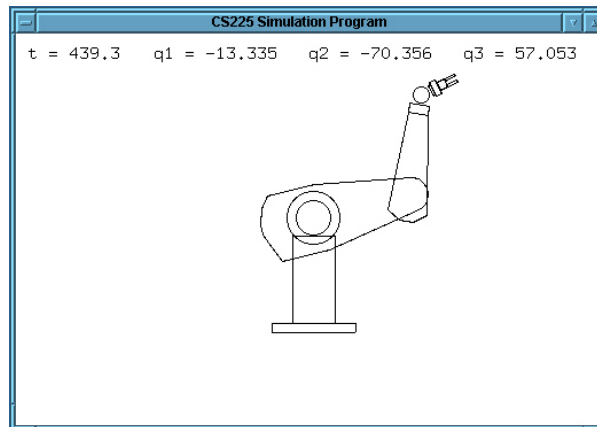 CS225 Simulation Program
t = 439.3 q1 = -13.335 q2 = -70.356 q3 = 57.053